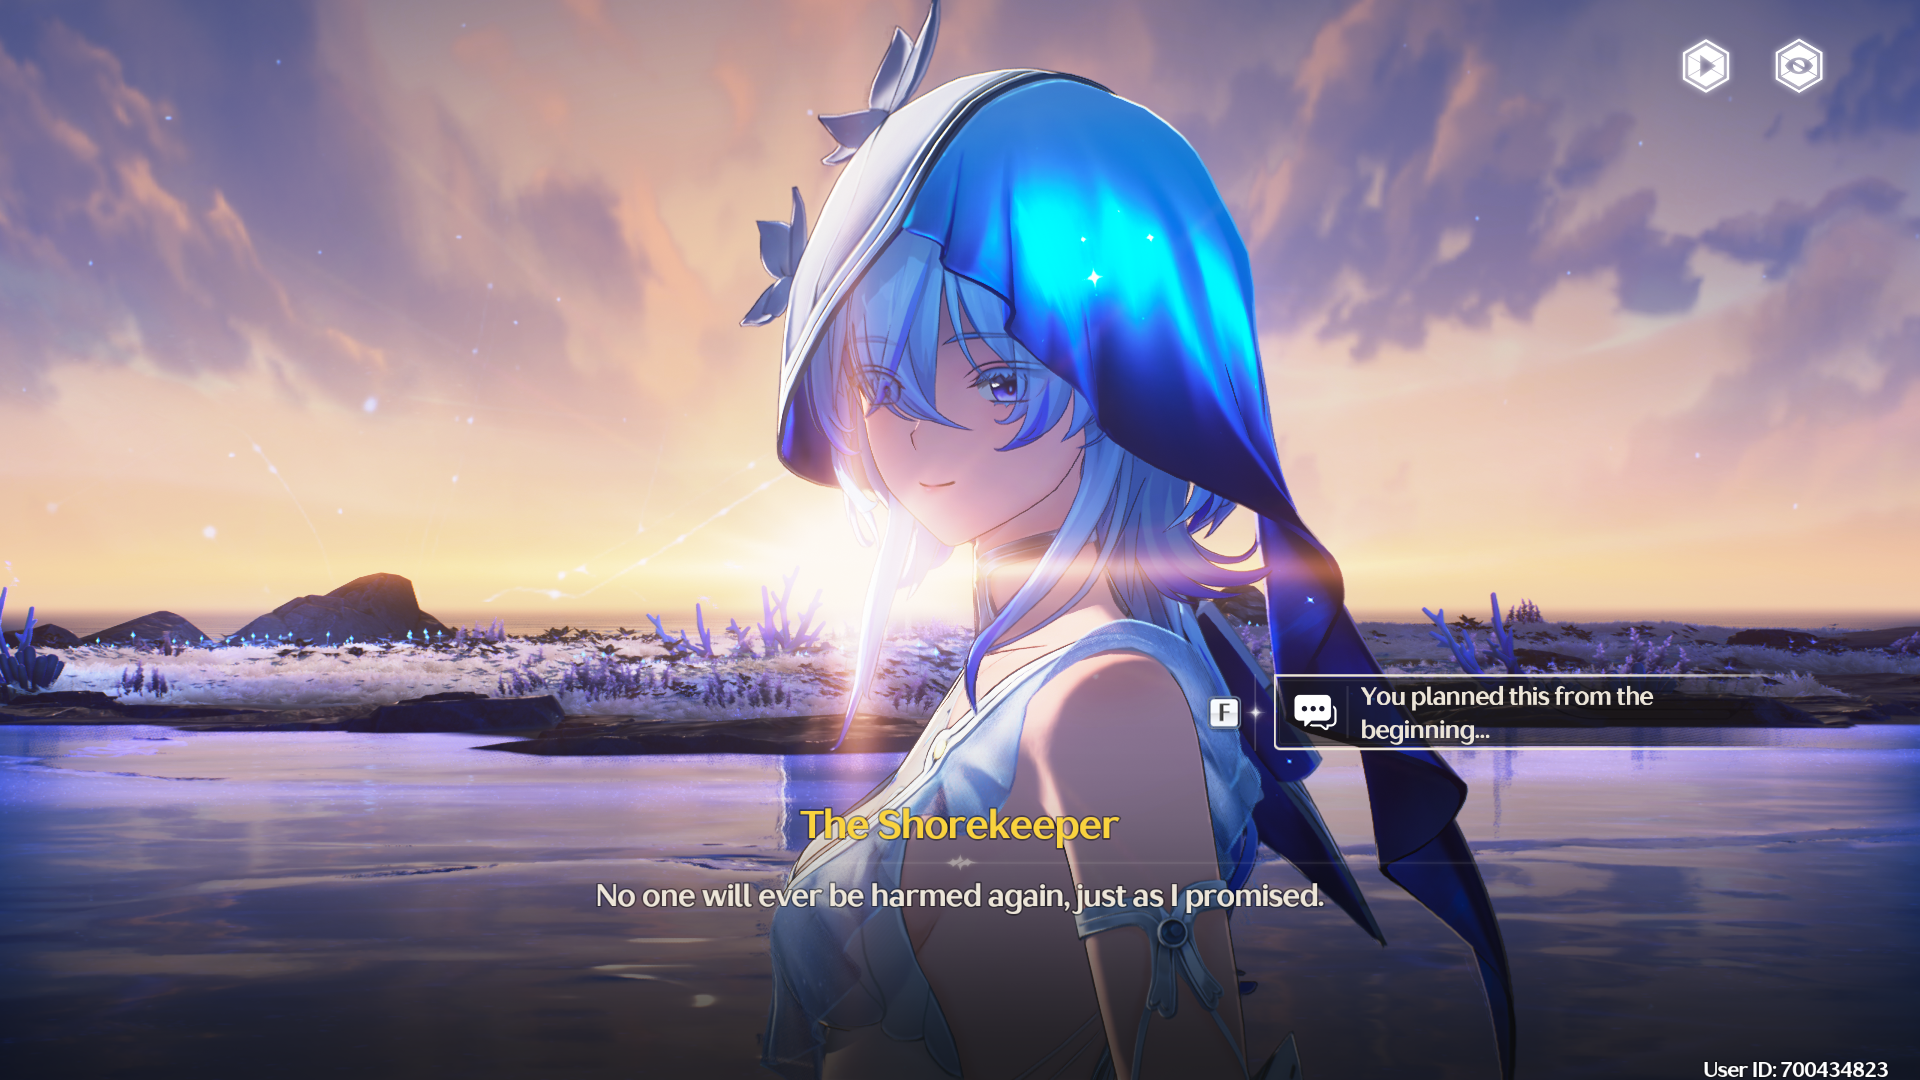 F
You planned this from the
beginning...
The Shorekeeper
No one will ever be harmed again, just as I promised.
User ID: 700434823